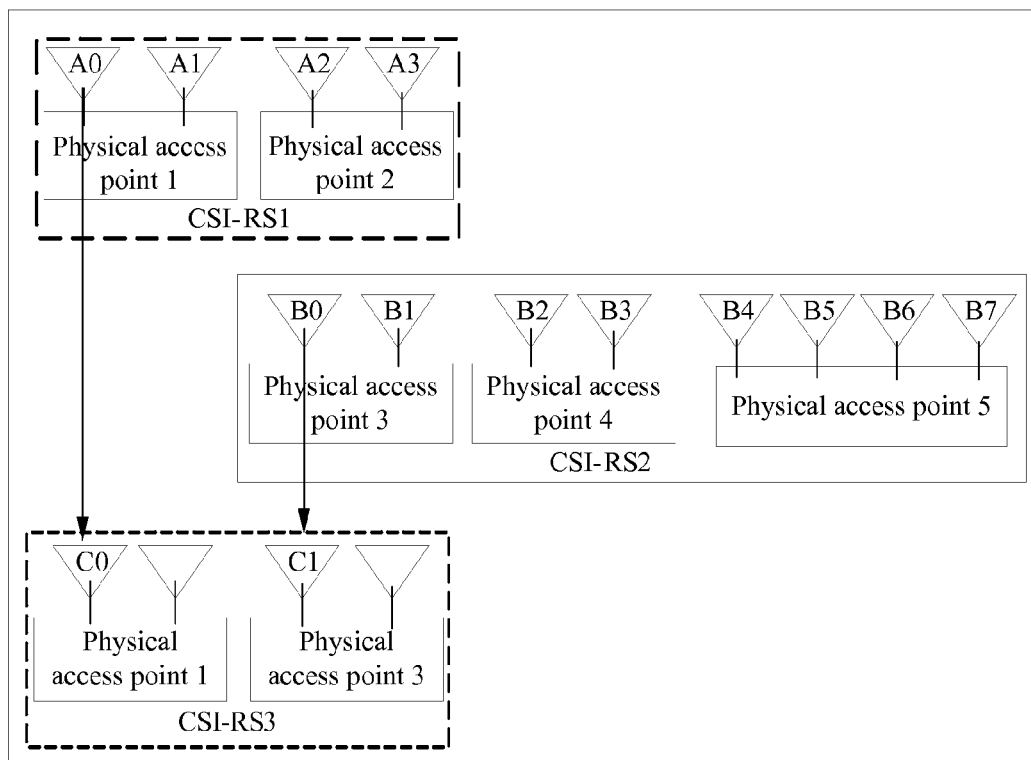 A0 A1 A2 A3
Physical access
point 1
Physical access
point 2
CSI-RS1
B0 B1 B2 B3 B4 B5 B6 B7
Physical access
point 3
Physical access
point 4
Physical access point 5
CSI-RS2
C0 C1
Physical
access point 1
Physical
access point 3
CSI-RS3